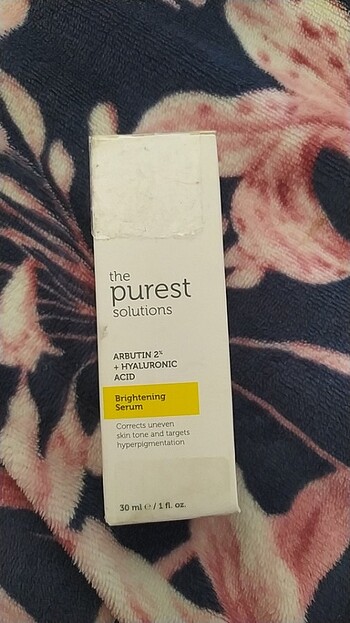 the
purest
solutions
ARBUTIN 2%
+ HYALURONIC
ACID
Brightening
Serum
Corrects uneven
skin tone and targets
hyperpigmentation
30 ml ℮ / 1 fl. oz.